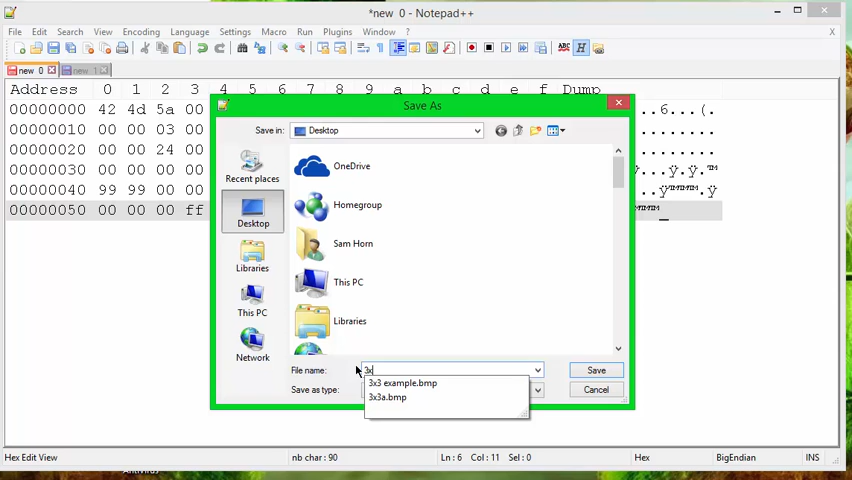 *new 0 - Notepad++
File Edit Search View Encoding Language Settings Macro Run Plugins Window ? X
new 0 new 1
Address 0 1 2 3 4 5 6 7 8 9 a b c d e f Dump
00000000 42 4d 5a 00 ...6...(.
00000010 00 00 03 00 ........
00000020 00 00 24 00 ........
00000030 00 00 00 00
00000040 99 99 00 00
00000050 00 00 00 ff
Save As
Save in: Desktop
Recent places
Desktop
Libraries
This PC
Network
OneDrive
Homegroup
Sam Horn
This PC
Libraries
File name: 3x Save
Save as type: Cancel
3x3 example.bmp
3x3a.bmp
Hex Edit View nb char : 90 Ln : 6 Col : 11 Sel : 0 Hex BigEndian INS